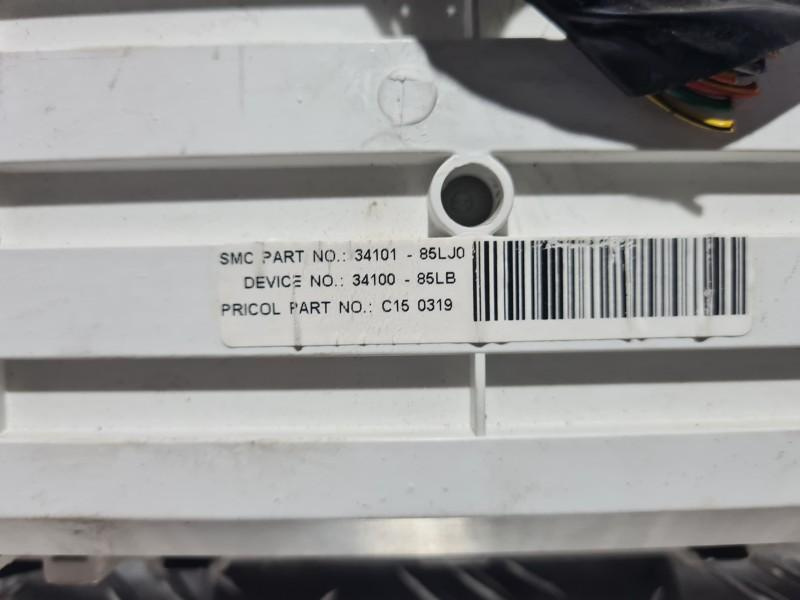 SMC PART NO.: 34101 - 85LJ0
DEVICE NO.: 34100 - 85LB
PRICOL PART NO.: C15 0319